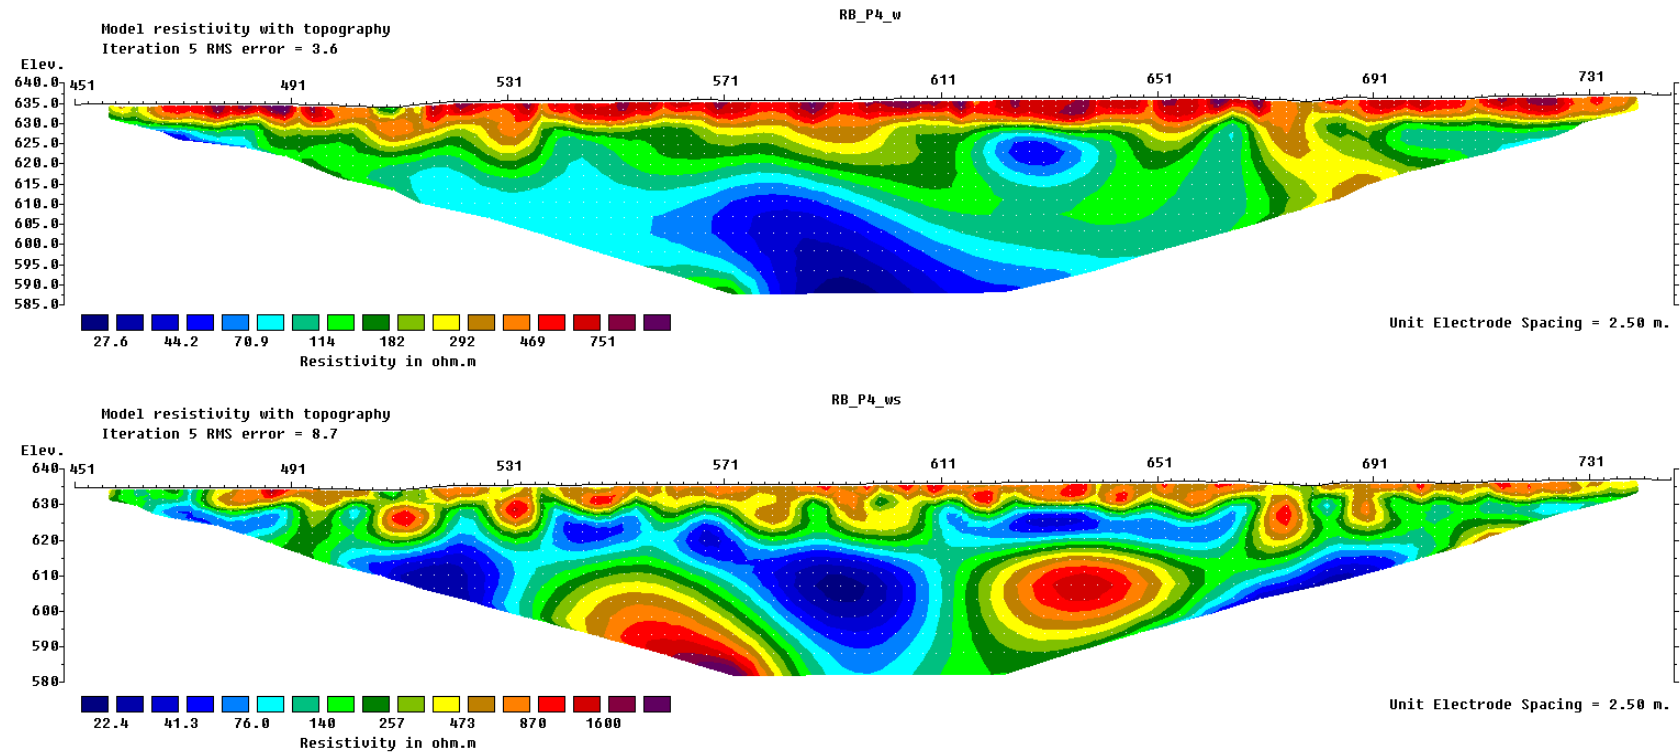 RB_P4_w
Model resistivity with topography
Iteration 5 RMS error = 3.6
Elev.
640.0 451 491 531 571 611 651 691 731
635.0
630.0
625.0
620.0
615.0
610.0
605.0
600.0
595.0
590.0
585.0
27.6 44.2 70.9 114 182 292 469 751
Resistivity in ohm.m
Unit Electrode Spacing = 2.50 m.
RB_P4_ws
Model resistivity with topography
Iteration 5 RMS error = 8.7
Elev.
640 451 491 531 571 611 651 691 731
630
620
610
600
590
580
22.4 41.3 76.0 140 257 473 870 1600
Resistivity in ohm.m
Unit Electrode Spacing = 2.50 m.